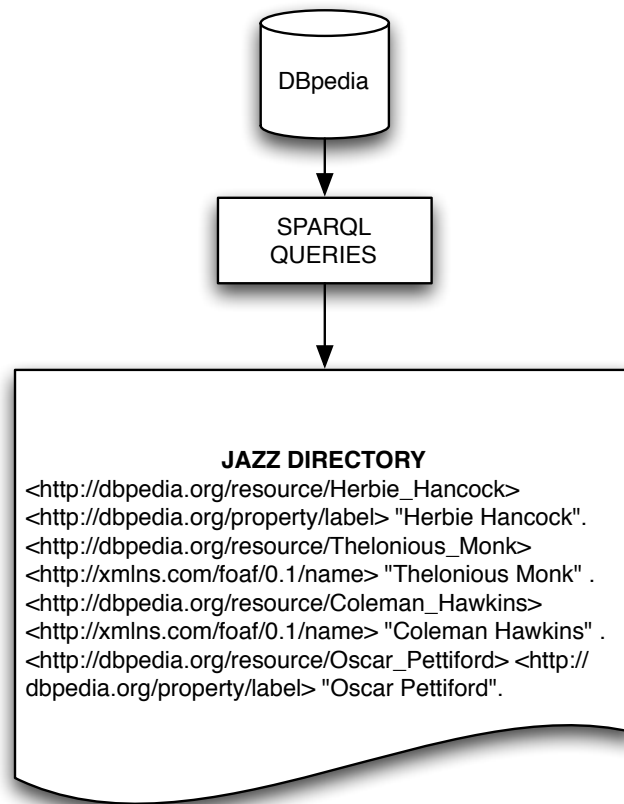 DBpedia
SPARQL
QUERIES
JAZZ DIRECTORY
<http://dbpedia.org/resource/Herbie_Hancock>
<http://dbpedia.org/property/label> "Herbie Hancock".
<http://dbpedia.org/resource/Thelonious_Monk>
<http://xmlns.com/foaf/0.1/name> "Thelonious Monk" .
<http://dbpedia.org/resource/Coleman_Hawkins>
<http://xmlns.com/foaf/0.1/name> "Coleman Hawkins" .
<http://dbpedia.org/resource/Oscar_Pettiford> <http://
dbpedia.org/property/label> "Oscar Pettiford".